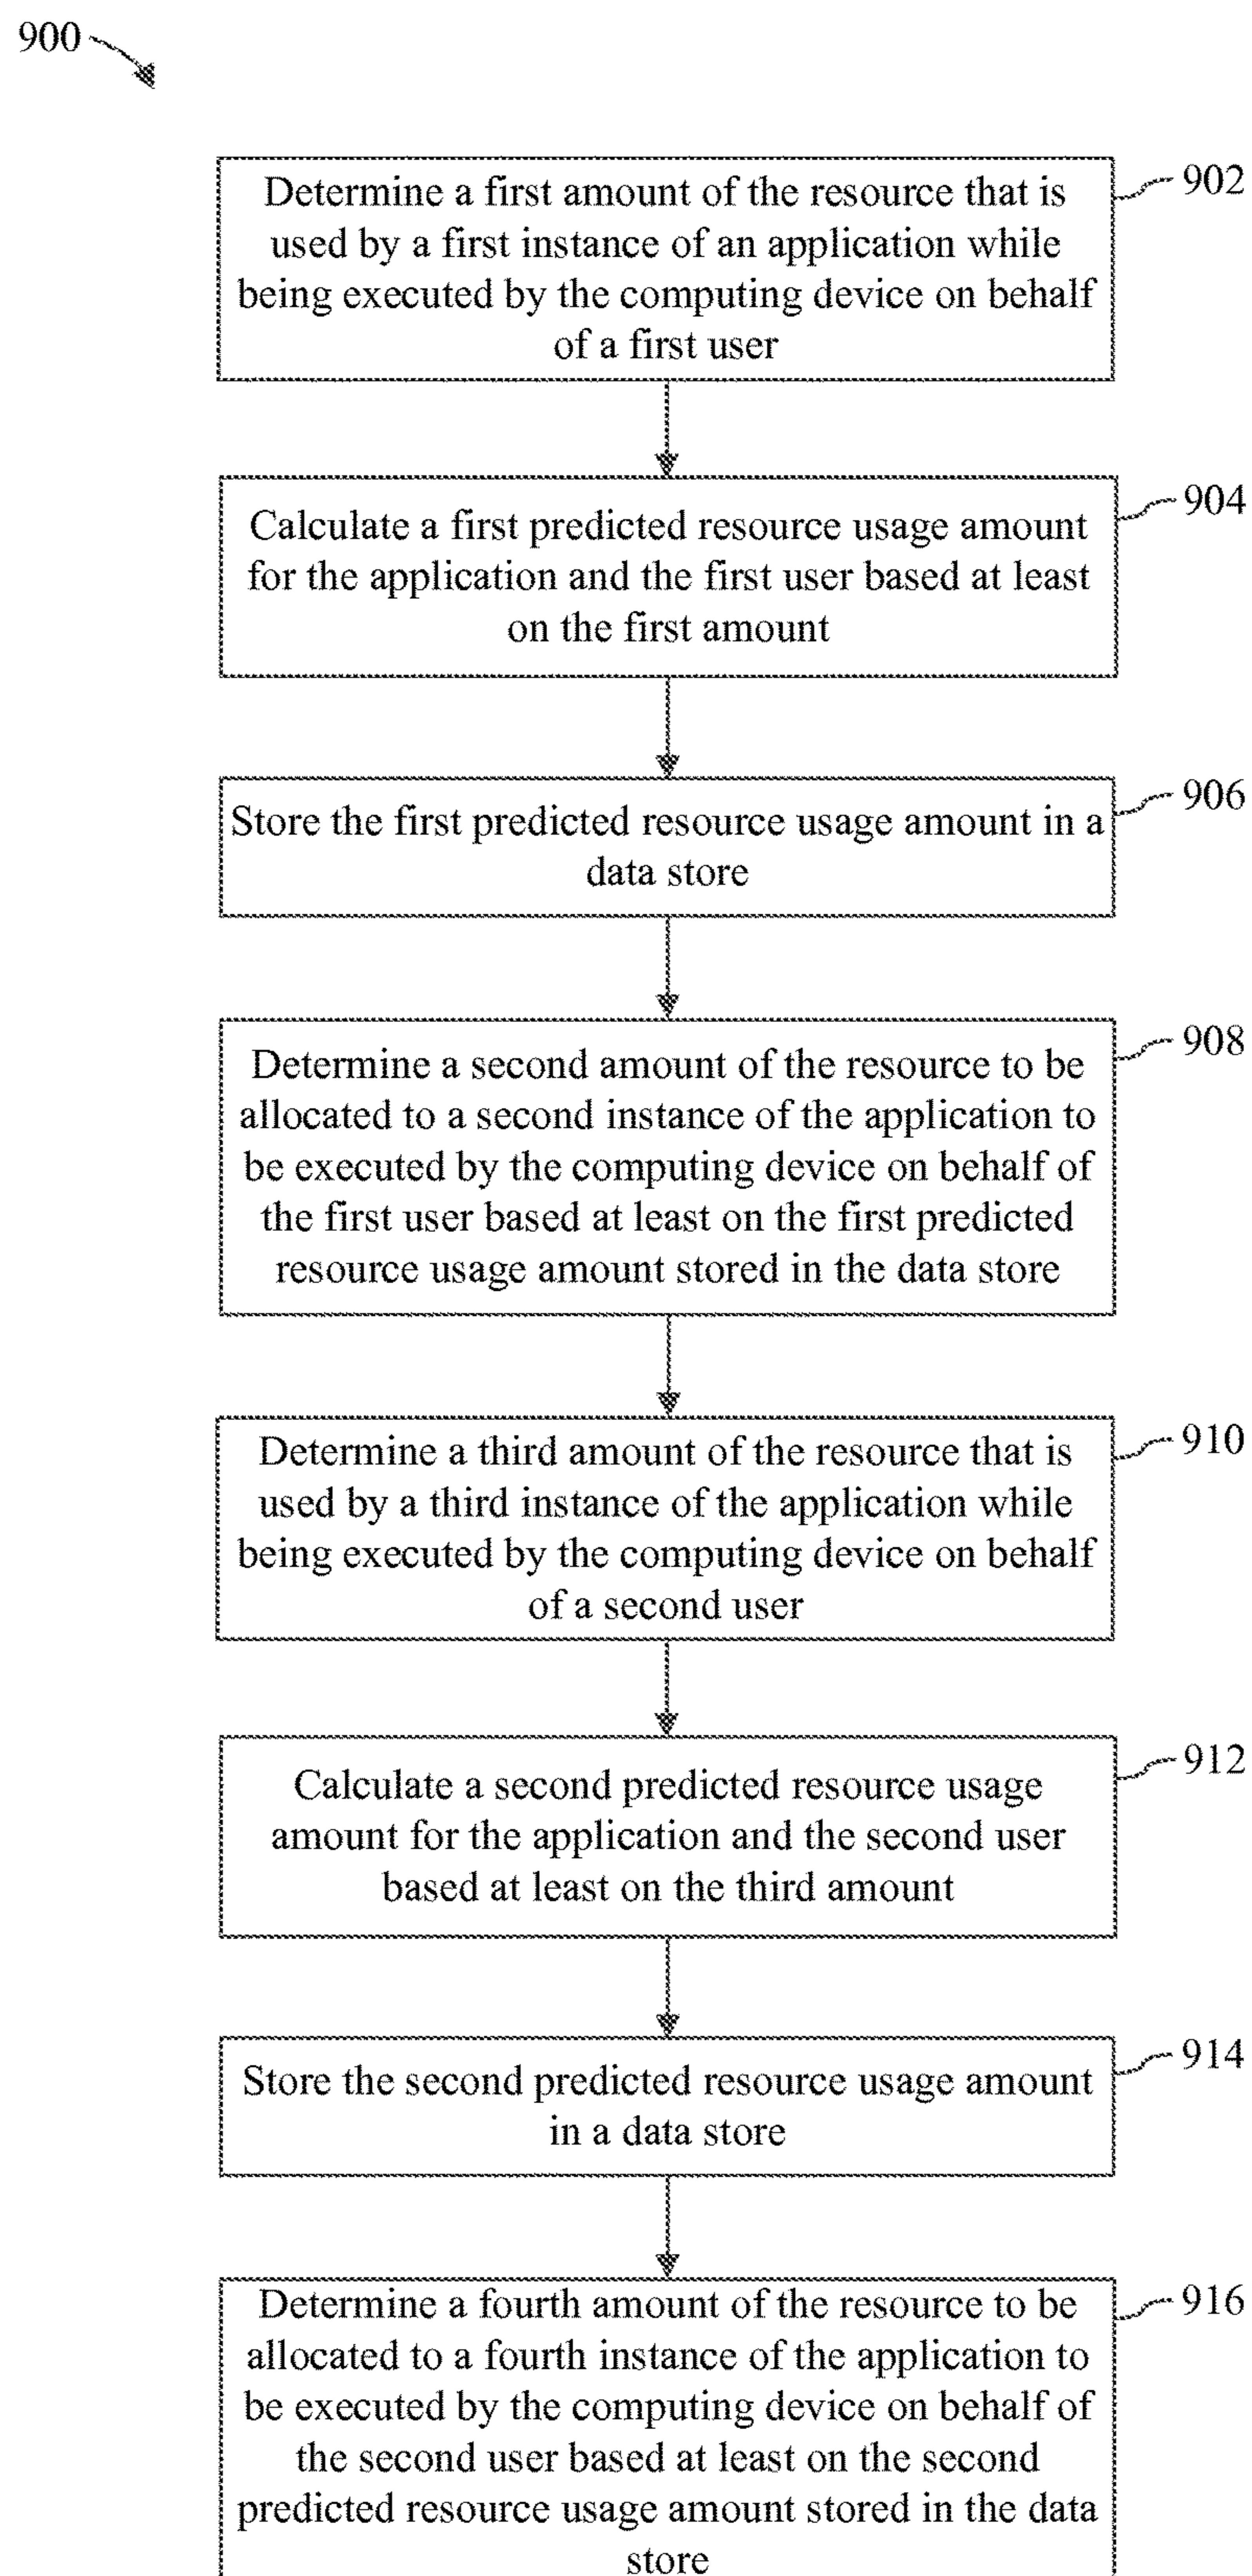 900
902
Determine a first amount of the resource that is
used by a first instance of an application while
being executed by the computing device on behalf
of a first user
904
Calculate a first predicted resource usage amount
for the application and the first user based at least
on the first amount
906
Store the first predicted resource usage amount in a
data store
908
Determine a second amount of the resource to be
allocated to a second instance of the application to
be executed by the computing device on behalf of
the first user based at least on the first predicted
resource usage amount stored in the data store
910
Determine a third amount of the resource that is
used by a third instance of the application while
being executed by the computing device on behalf
of a second user
912
Calculate a second predicted resource usage
amount for the application and the second user
based at least on the third amount
914
Store the second predicted resource usage amount
in a data store
916
Determine a fourth amount of the resource to be
allocated to a fourth instance of the application to
be executed by the computing device on behalf of
the second user based at least on the second
predicted resource usage amount stored in the data
store